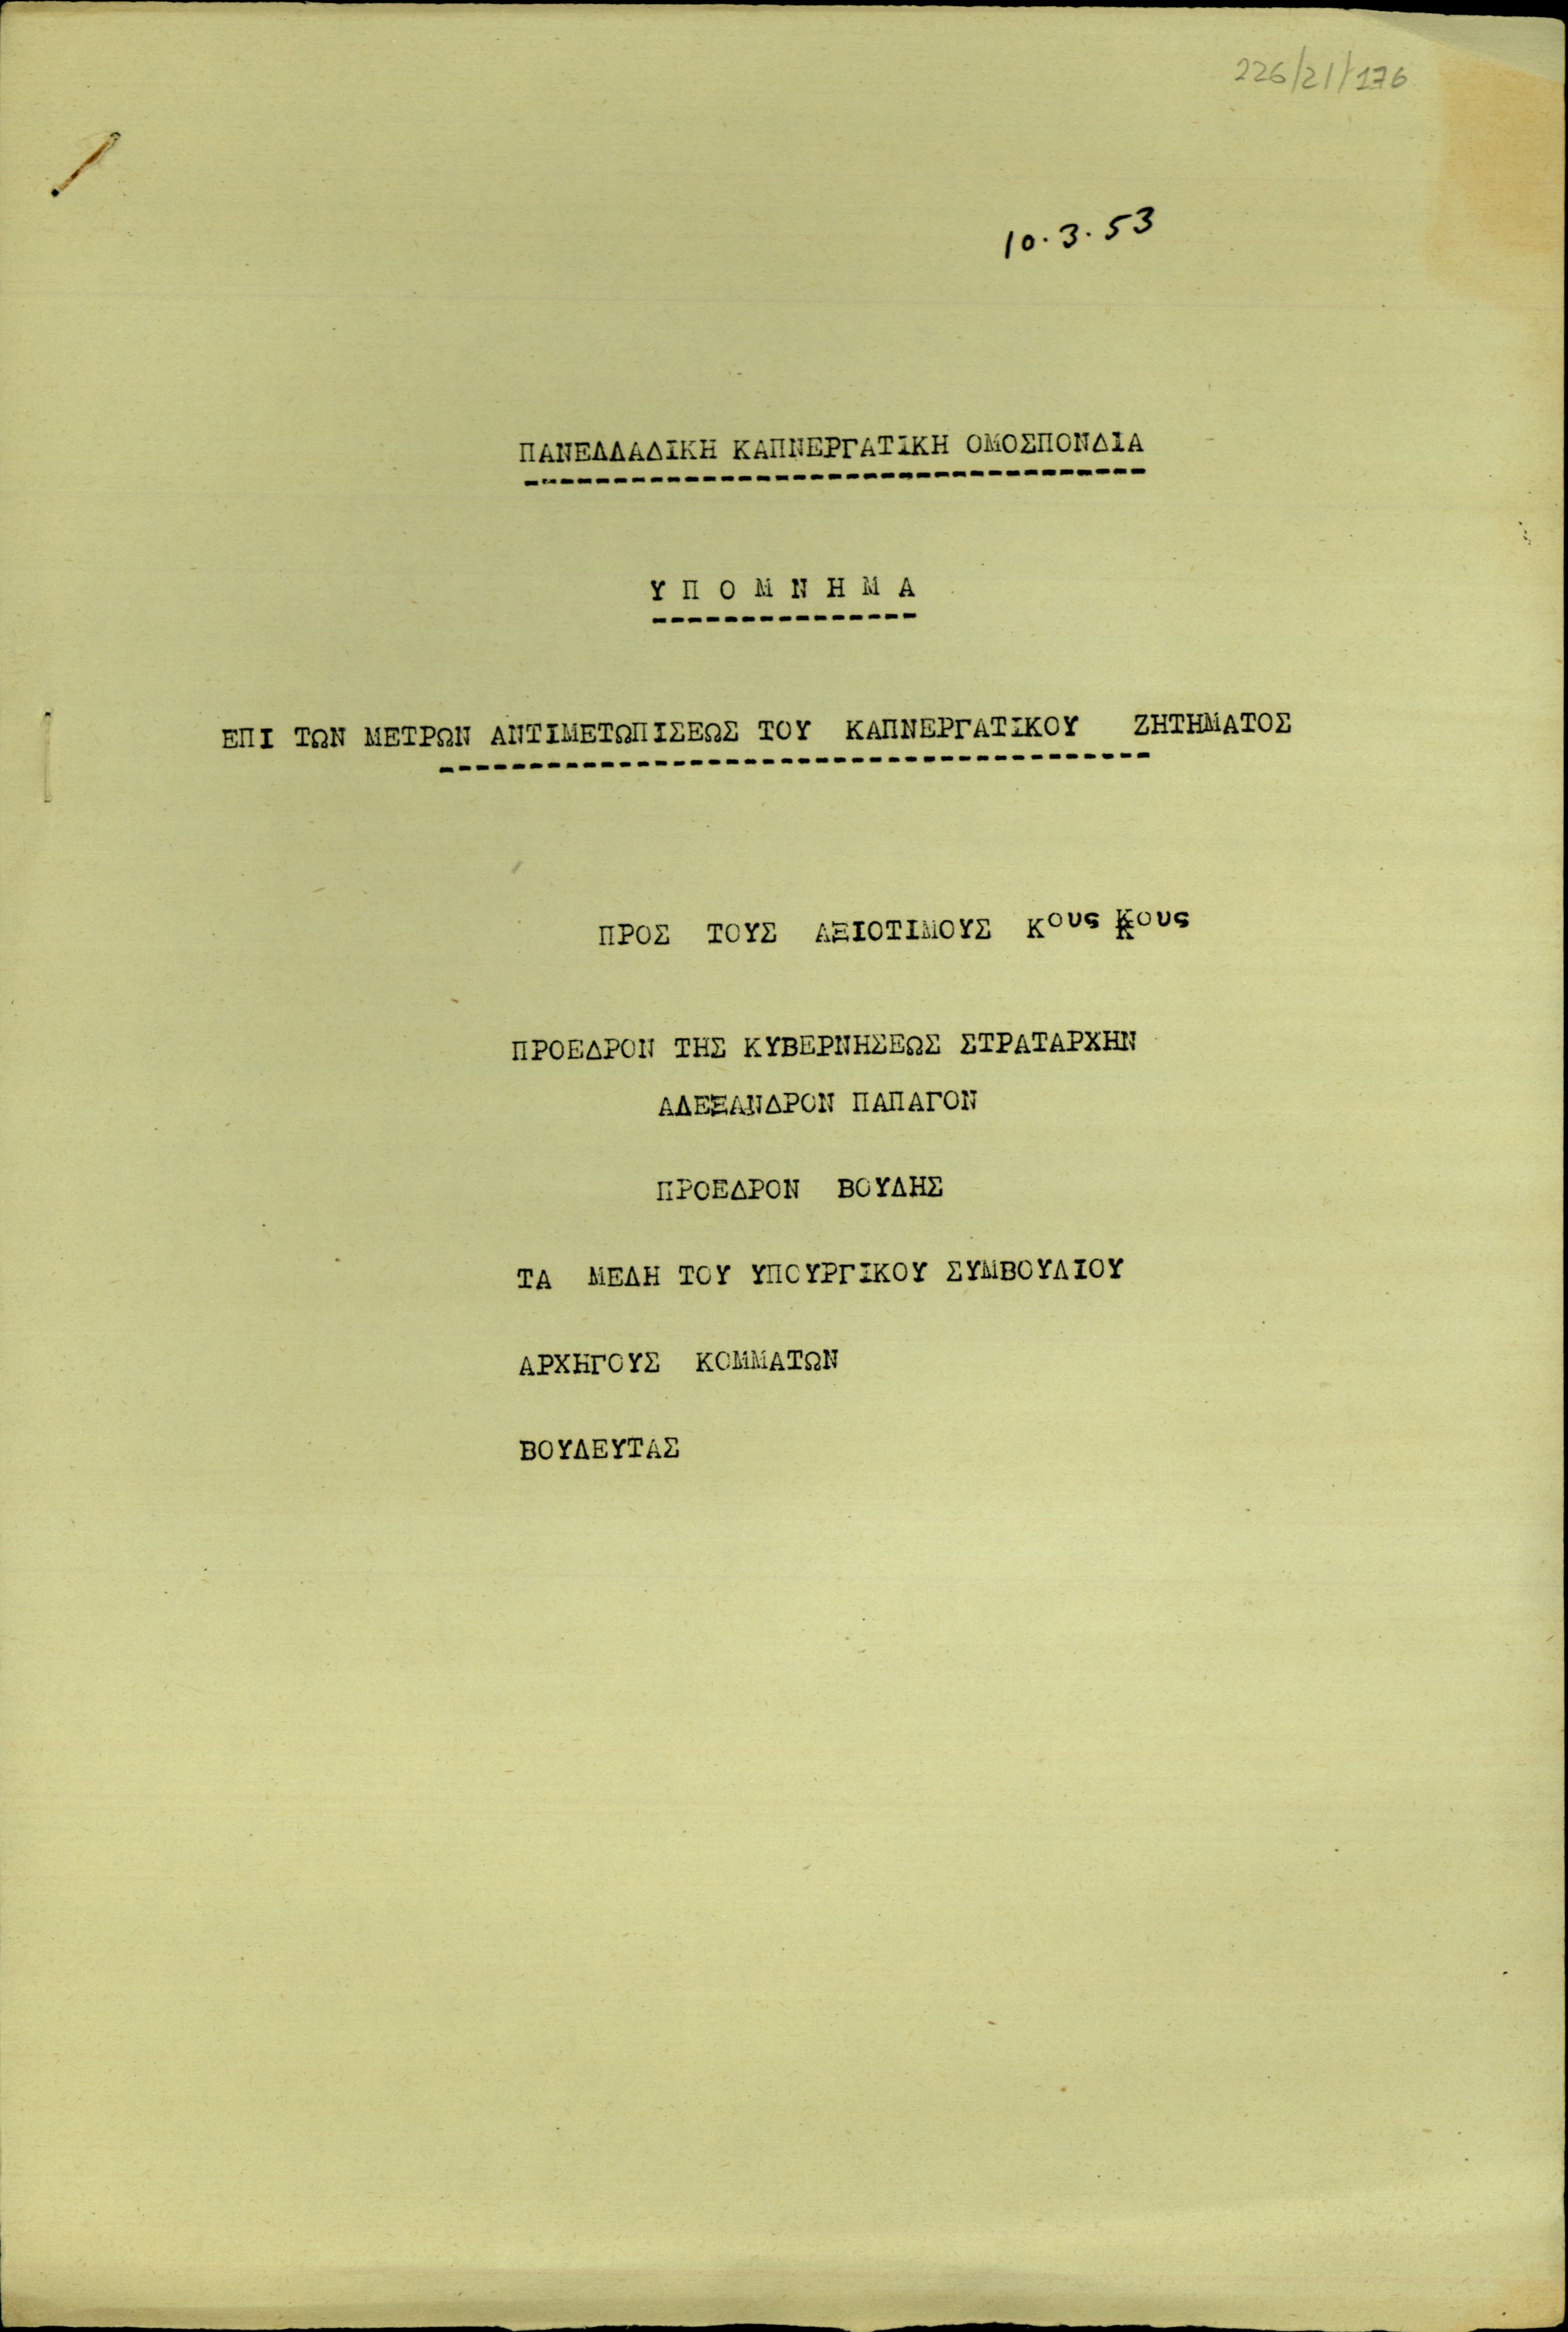 226/21/176
10.3.53
ΠΑΝΕΛΛΑΔΙΚΗ ΚΑΠΝΕΡΓΑΤΙΚΗ ΟΜΟΣΠΟΝΔΙΑ
Υ Π Ο Μ Ν Η Μ Α
ΕΠΙ ΤΩΝ ΜΕΤΡΩΝ ΑΝΤΙΜΕΤΩΠΙΣΕΩΣ ΤΟΥ ΚΑΠΝΕΡΓΑΤΙΚΟΥ ΖΗΤΗΜΑΤΟΣ
ΠΡΟΣ ΤΟΥΣ ΑΞΙΟΤΙΜΟΥΣ Κους Κους
ΠΡΟΕΔΡΟΝ ΤΗΣ ΚΥΒΕΡΝΗΣΕΩΣ ΣΤΡΑΤΑΡΧΗΝ
ΑΛΕΞΑΝΔΡΟΝ ΠΑΠΑΓΟΝ
ΠΡΟΕΔΡΟΝ ΒΟΥΛΗΣ
ΤΑ ΜΕΛΗ ΤΟΥ ΥΠΟΥΡΓΙΚΟΥ ΣΥΜΒΟΥΛΙΟΥ
ΑΡΧΗΓΟΥΣ ΚΟΜΜΑΤΩΝ
ΒΟΥΛΕΥΤΑΣ